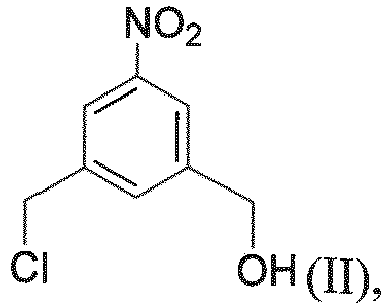 NO2
Cl
OH (II),